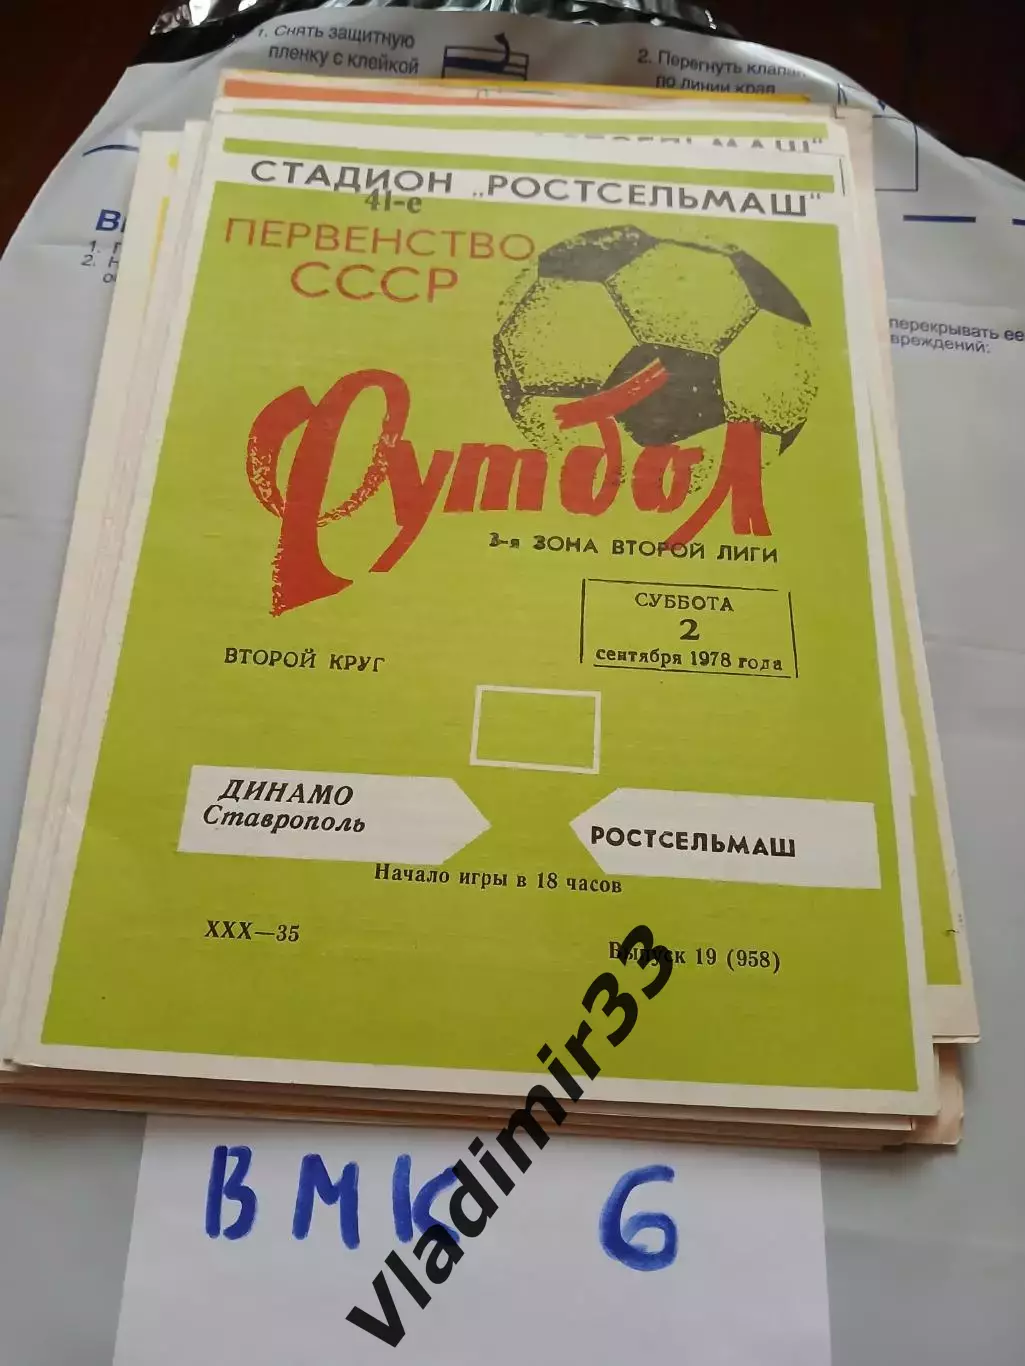 1. Снять защитную
пленку с клейкой
2. Перегнуть клапан
по линии края
СТАДИОН „РОСТСЕЛЬМАШ"
41-е
ПЕРВЕНСТВО
СССР
Футбол
3-я ЗОНА ВТОРОЙ ЛИГИ
СУББОТА
2
сентября 1978 года
ВТОРОЙ КРУГ
ДИНАМО
Ставрополь
РОСТСЕЛЬМАШ
Начало игры в 18 часов
XXX—35
Выпуск 19 (958)
перекрывать ее
вреждений:
ВМК 6
Vladimir33